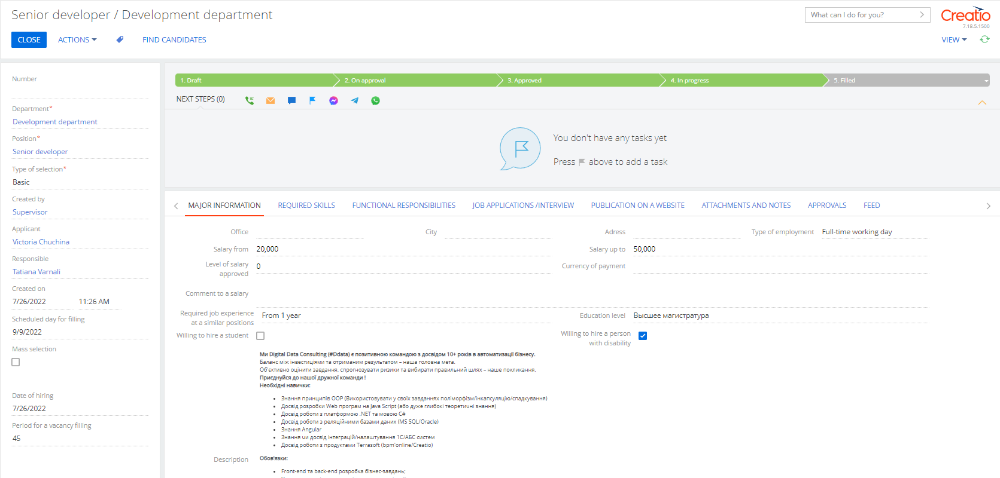 Senior developer / Development department
What can I do for you?
Creatio
7.18.5.1500
CLOSE
ACTIONS
FIND CANDIDATES
VIEW
Number
Department*
Development department
Position*
Senior developer
Type of selection*
Basic
Created by
Supervisor
Applicant
Victoria Chuchina
Responsible
Tatiana Varnali
Created on
7/26/2022 11:26 AM
Scheduled day for filling
9/9/2022
Mass selection
Date of hiring
7/26/2022
Period for a vacancy filling
45
1. Draft
2. On approval
3. Approved
4. In progress
5. Filled
NEXT STEPS (0)
You don't have any tasks yet
Press above to add a task
MAJOR INFORMATION
REQUIRED SKILLS
FUNCTIONAL RESPONSIBILITIES
JOB APPLICATIONS /INTERVIEW
PUBLICATION ON A WEBSITE
ATTACHMENTS AND NOTES
APPROVALS
FEED
Office
City
Adress
Type of employment Full-time working day
Salary from 20,000
Salary up to 50,000
Level of salary
approved
0
Currency of payment
Comment to a salary
Required job experience
at a similar positions
From 1 year
Education level Высшее магистратура
Willing to hire a student
Willing to hire a person
with disability
Ми Digital Data Consulting (#Ddata) є позитивною командою з досвідом 10+ років в автоматизації бізнесу.
Баланс між інвестиціями та отриманим результатом – наша головна мета.
Об'єктивно оцінити завдання, спрогнозувати ризики та вибирати правильний шлях – наше покликання.
Приєднуйся до нашої дружної команди !
Необхідні навички:
• Знання принципів ООР (Використовувати у своїх завданнях поліморфізм/інкапсуляцію/спадкування)
• Досвід розробки Web програм на Java Script (або дуже глибокі теоретичні знання)
• Досвід роботи з платформою .NET та мовою C#
• Досвід роботи з реляційними базами даних (MS SQL/Oracle)
• Знання Angular
• Знання чи досвід інтеграцій/налаштування 1С/АБС систем
• Досвід роботи з продуктами Terrasoft (bpm'online/Creatio)
Description
Обов'язки:
• Front-end та back-end розробка бізнес-завдань;